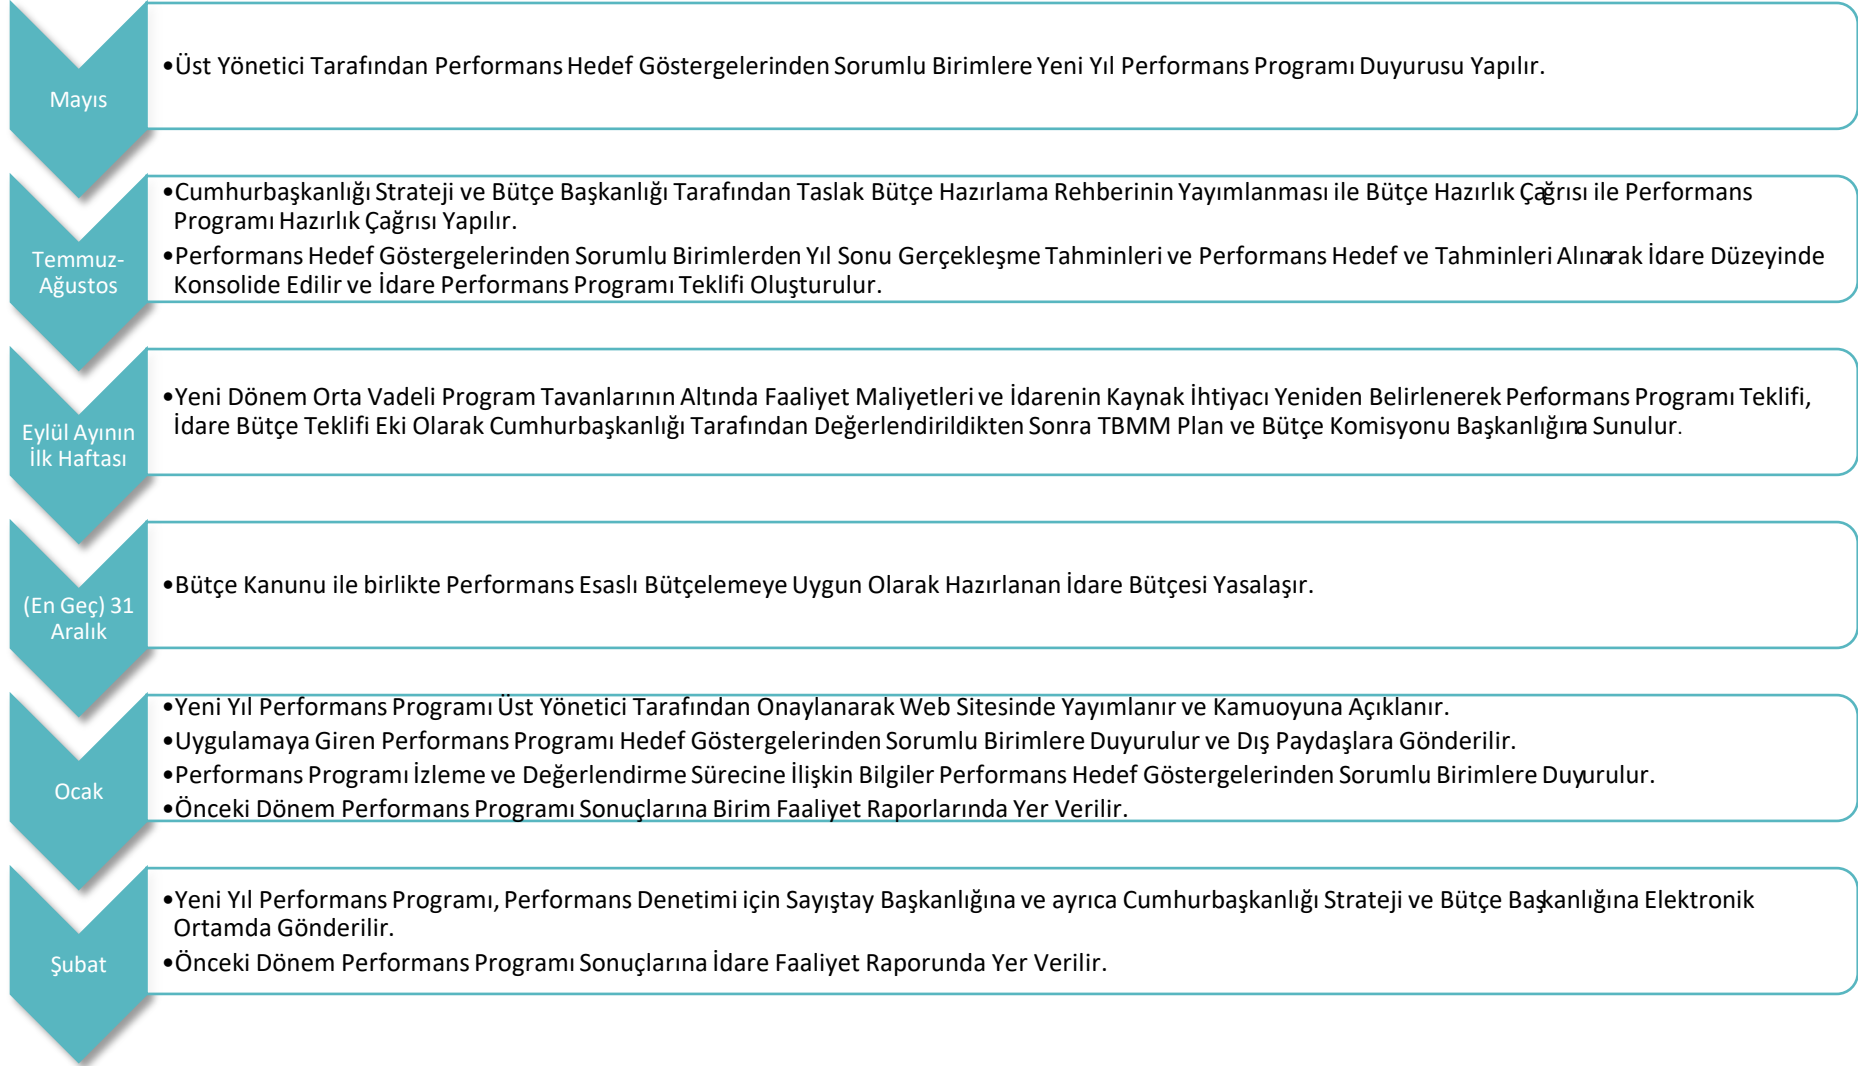 Mayıs
•Üst Yönetici Tarafından Performans Hedef Göstergelerinden Sorumlu Birimlere Yeni Yıl Performans Programı Duyurusu Yapılır.
Temmuz-
Ağustos
•Cumhurbaşkanlığı Strateji ve Bütçe Başkanlığı Tarafından Taslak Bütçe Hazırlama Rehberinin Yayımlanması ile Bütçe Hazırlık Çağrısı ile Performans
Programı Hazırlık Çağrısı Yapılır.
•Performans Hedef Göstergelerinden Sorumlu Birimlerden Yıl Sonu Gerçekleşme Tahminleri ve Performans Hedef ve Tahminleri Alınarak İdare Düzeyinde
Konsolide Edilir ve İdare Performans Programı Teklifi Oluşturulur.
Eylül Ayının
İlk Haftası
•Yeni Dönem Orta Vadeli Program Tavanlarının Altında Faaliyet Maliyetleri ve İdarenin Kaynak İhtiyacı Yeniden Belirlenerek Performans Programı Teklifi,
İdare Bütçe Teklifi Eki Olarak Cumhurbaşkanlığı Tarafından Değerlendirildikten Sonra TBMM Plan ve Bütçe Komisyonu Başkanlığına Sunulur.
(En Geç) 31
Aralık
•Bütçe Kanunu ile birlikte Performans Esaslı Bütçelemeye Uygun Olarak Hazırlanan İdare Bütçesi Yasalaşır.
Ocak
•Yeni Yıl Performans Programı Üst Yönetici Tarafından Onaylanarak Web Sitesinde Yayımlanır ve Kamuoyuna Açıklanır.
•Uygulamaya Giren Performans Programı Hedef Göstergelerinden Sorumlu Birimlere Duyurulur ve Dış Paydaşlara Gönderilir.
•Performans Programı İzleme ve Değerlendirme Sürecine İlişkin Bilgiler Performans Hedef Göstergelerinden Sorumlu Birimlere Duyurulur.
•Önceki Dönem Performans Programı Sonuçlarına Birim Faaliyet Raporlarında Yer Verilir.
Şubat
•Yeni Yıl Performans Programı, Performans Denetimi için Sayıştay Başkanlığına ve ayrıca Cumhurbaşkanlığı Strateji ve Bütçe Başkanlığına Elektronik
Ortamda Gönderilir.
•Önceki Dönem Performans Programı Sonuçlarına İdare Faaliyet Raporunda Yer Verilir.